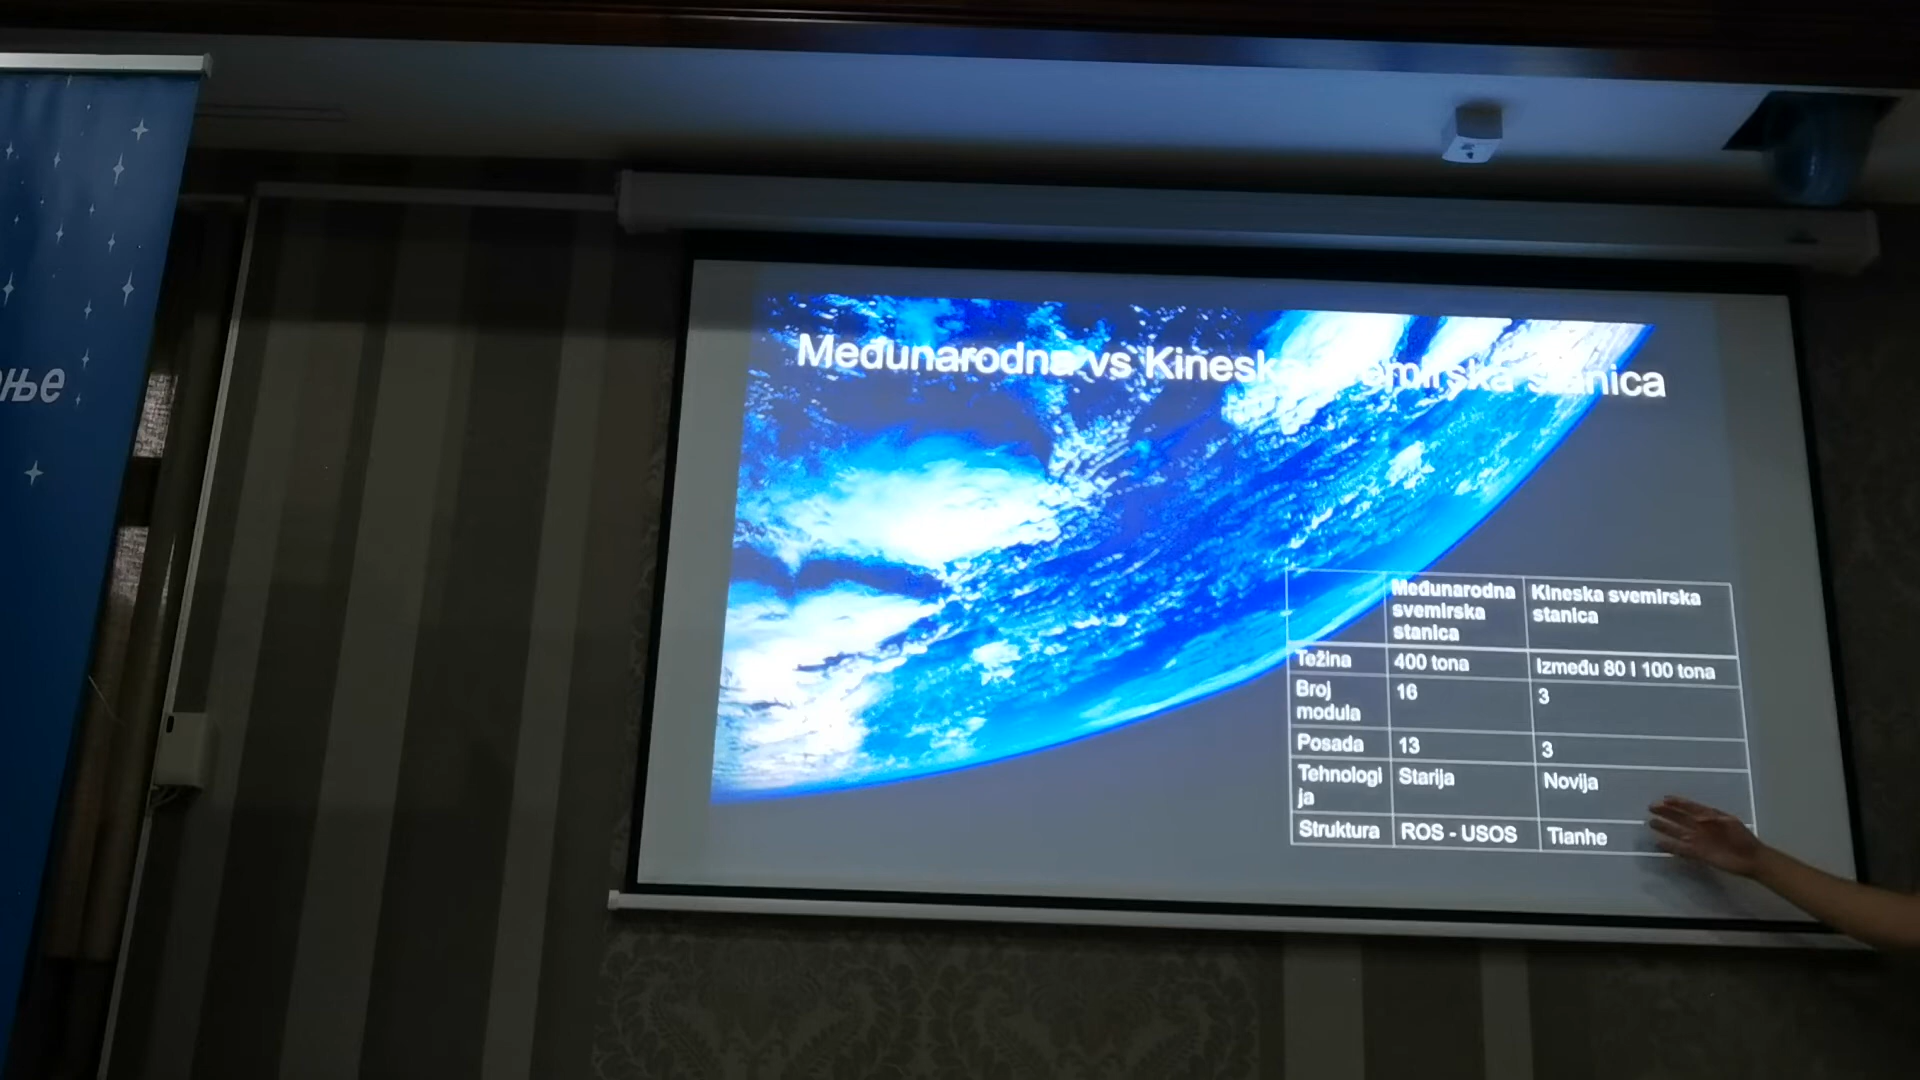 ње
Međunarodna vs Kineska svemirska stanica
Međunarodna
svemirska
stanica
KIneska svemirska
stanica
Težina
400 tona
Između 80 I 100 tona
Broj
modula
16
3
Posada
13
3
Tehnologi
ja
Starija
Novija
Struktura
ROS - USOS
Tianhe